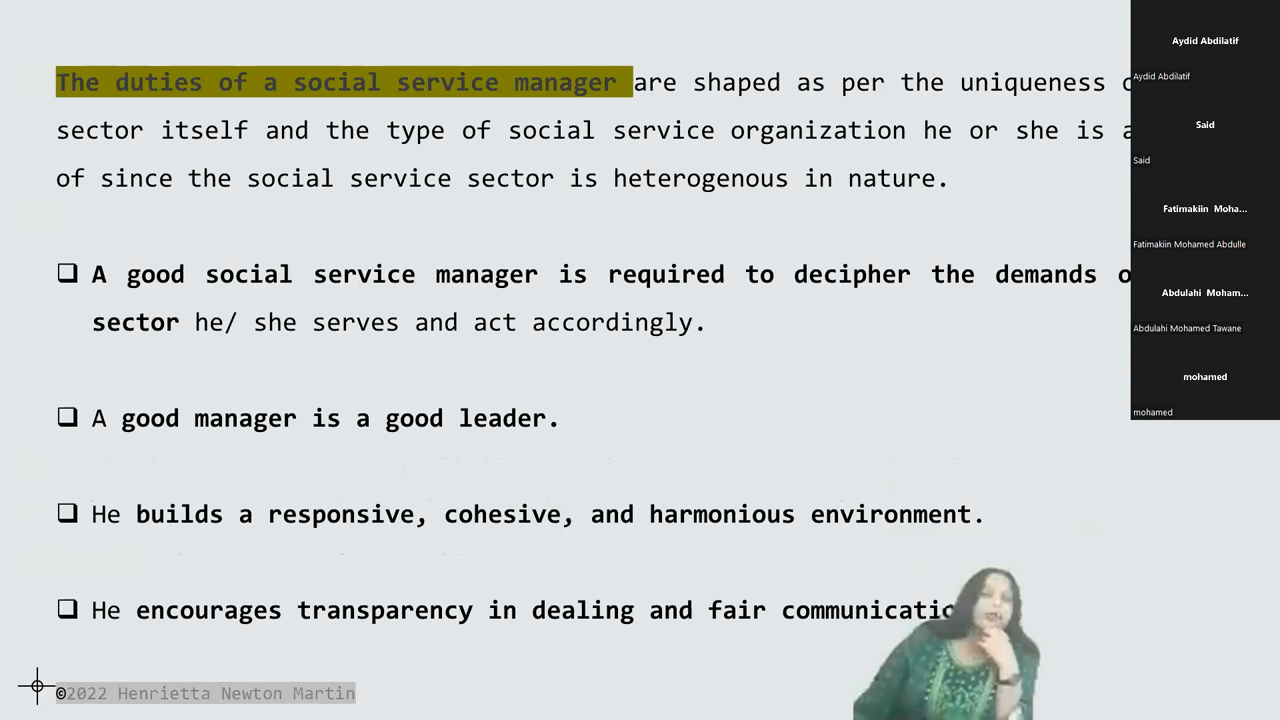 The duties of a social service manager are shaped as per the uniqueness
sector itself and the type of social service organization he or she is
of since the social service sector is heterogenous in nature.
❑ A good social service manager is required to decipher the demands
sector he/ she serves and act accordingly.
❑ A good manager is a good leader.
❑ He builds a responsive, cohesive, and harmonious environment.
❑ He encourages transparency in dealing and fair
©2022 Henrietta Newton Martin
Aydid Abdilatif
Aydid Abdilatif
Said
Said
Fatimakiin Moha...
Fatimakiin Mohamed Abdulle
Abdulahi Moham...
Abdulahi Mohamed Tawane
mohamed
mohamed